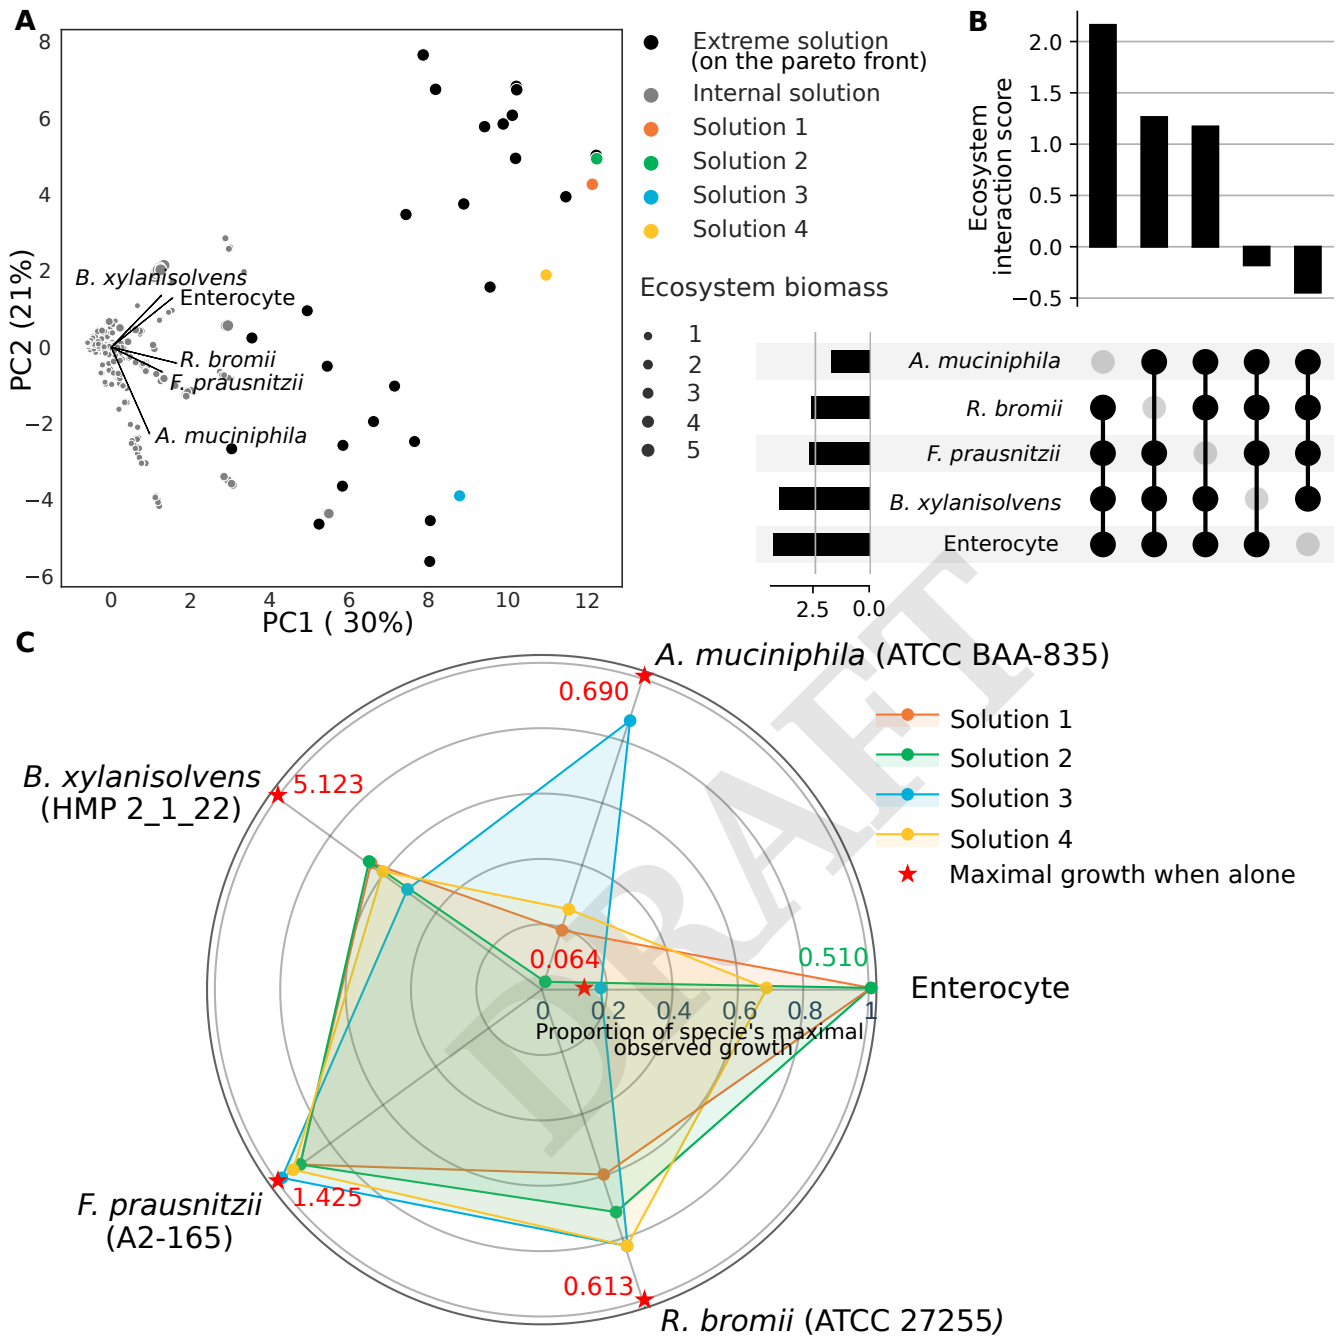 A
8
6
4
2
0
−2
−4
−6
PC2 (21%)
B. xylanisolvens
Enterocyte
R. bromii
F. prausnitzii
A. muciniphila
0
2
4
6
8
10
12
PC1 ( 30%)
Extreme solution
(on the pareto front)
Internal solution
Solution 1
Solution 2
Solution 3
Solution 4
Ecosystem biomass
1
2
3
4
5
B
Ecosystem
interaction score
2.0
1.5
1.0
0.5
0.0
−0.5
A. muciniphila
R. bromii
F. prausnitzii
B. xylanisolvens
Enterocyte
2.5
0.0
C
A. muciniphila (ATCC BAA-835)
0.690
B. xylanisolvens
(HMP 2_1_22)
5.123
Solution 1
Solution 2
Solution 3
Solution 4
Maximal growth when alone
0.064
0.510
Enterocyte
0
0.2
0.4
0.6
0.8
1
Proportion of specie's maximal
observed growth
F. prausnitzii
(A2-165)
1.425
0.613
R. bromii (ATCC 27255)
DRAFT